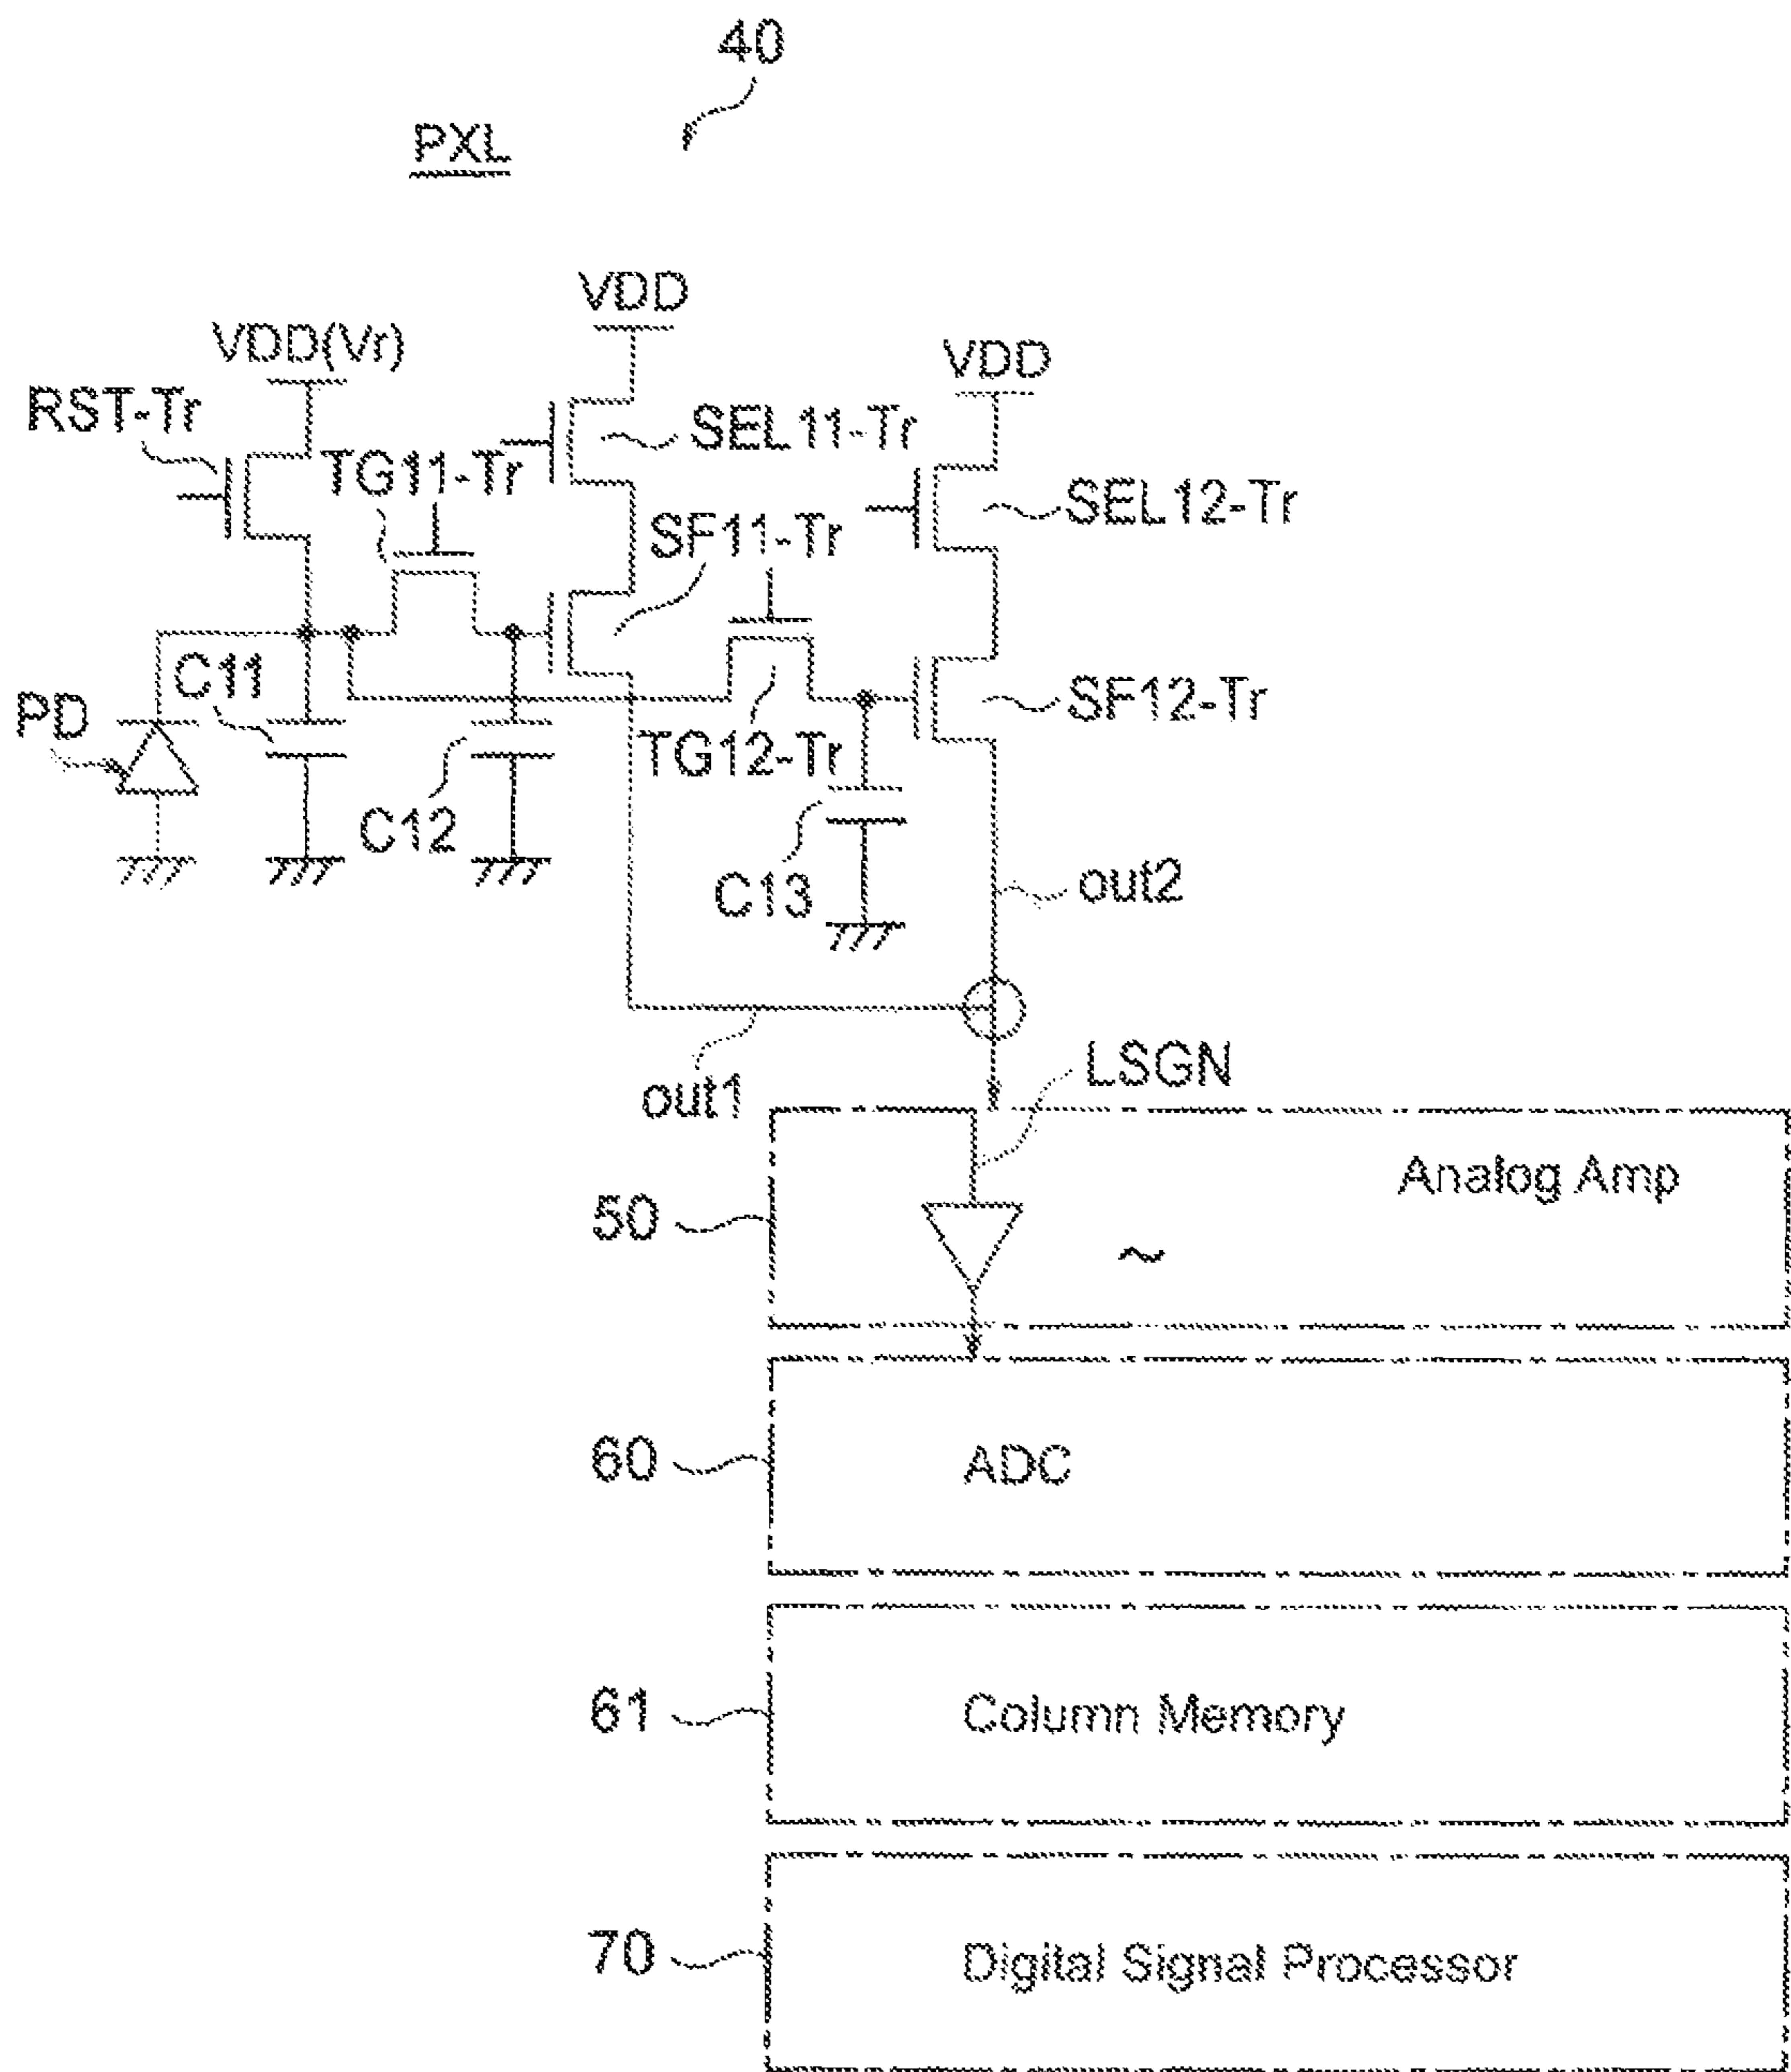 40
PXL
VDD
VDD(Vr)
VDD
RST-Tr
SEL11-Tr
TG11-Tr
SEL12-Tr
SF11-Tr
C11
PD
SF12-Tr
TG12-Tr
C12
C13
out2
LSGN
out1
Analog Amp
50
~
60
ADC
61
Column Memory
70
Digital Signal Processor